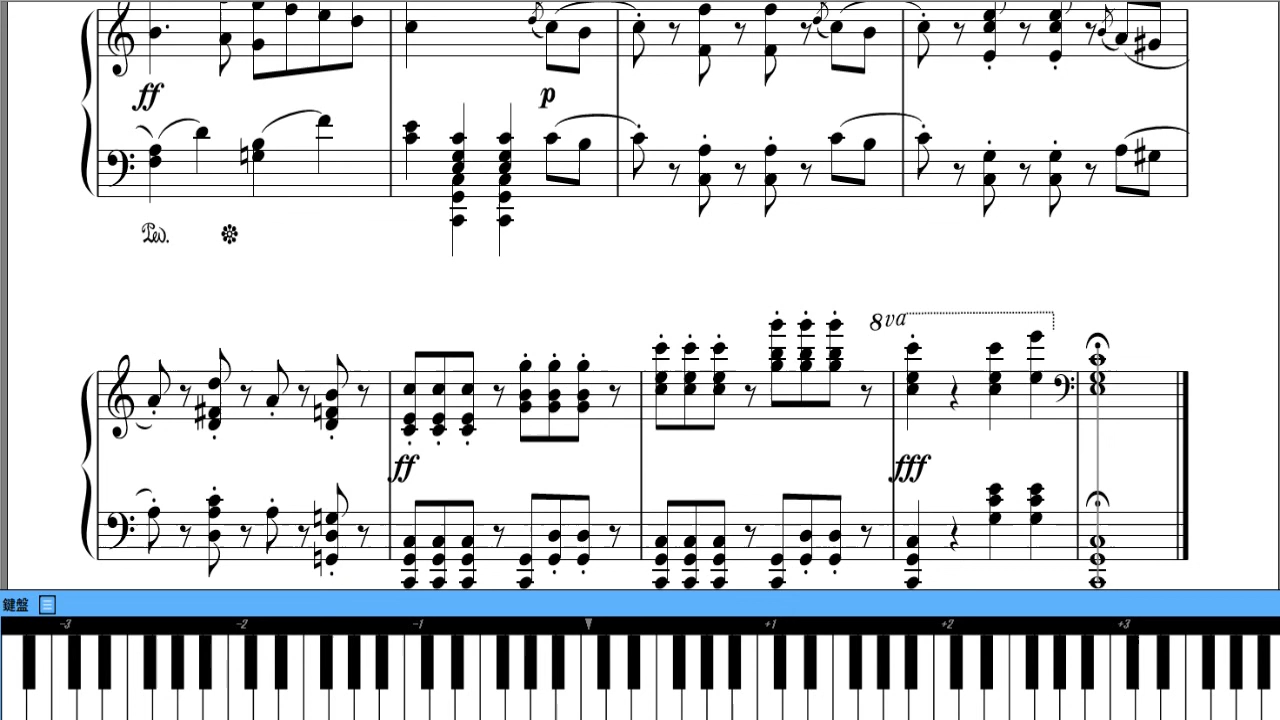 ff
p
Ped.
8va
ff
fff
鍵盤
-3 -2 -1 +1 +2 +3